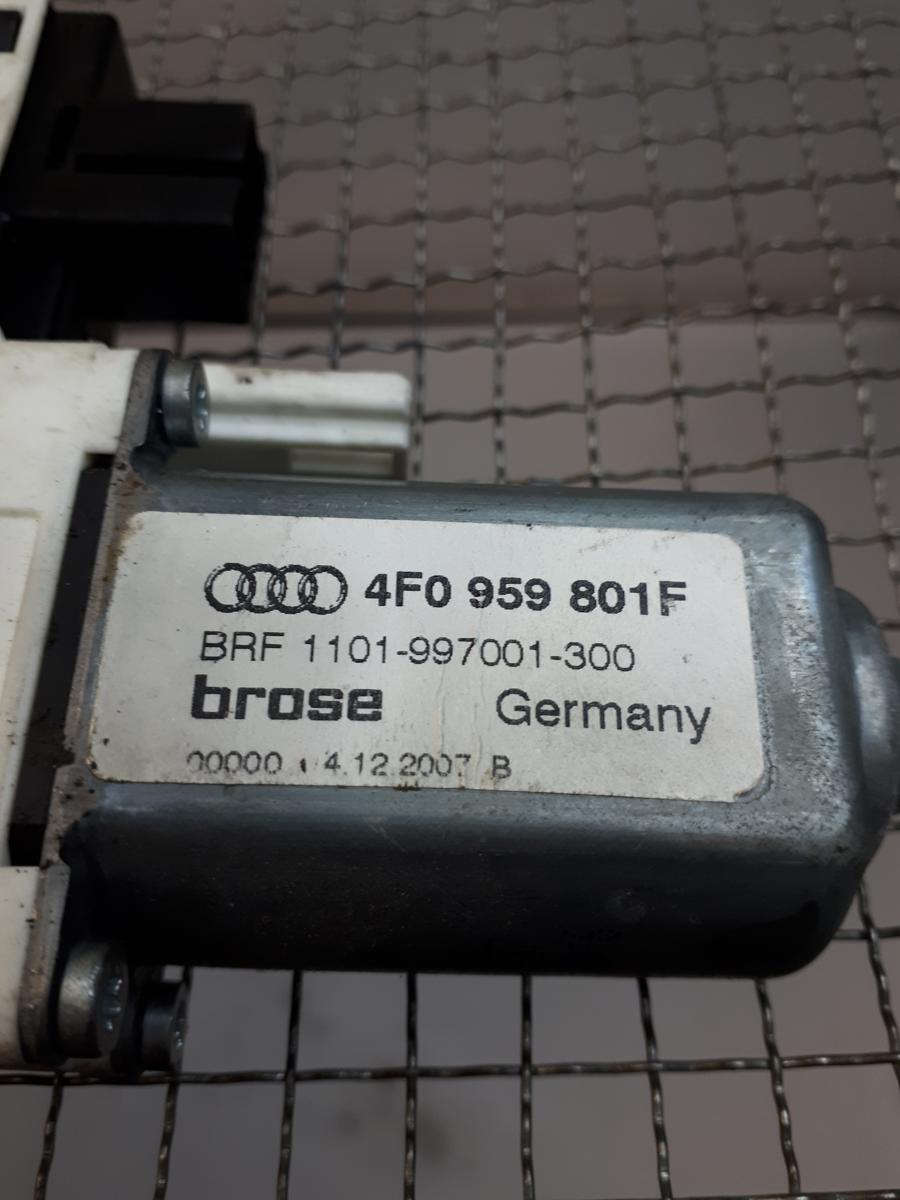 4F0 959 801F
BRF 1101-997001-300
brose Germany
00000 4.12.2007 B